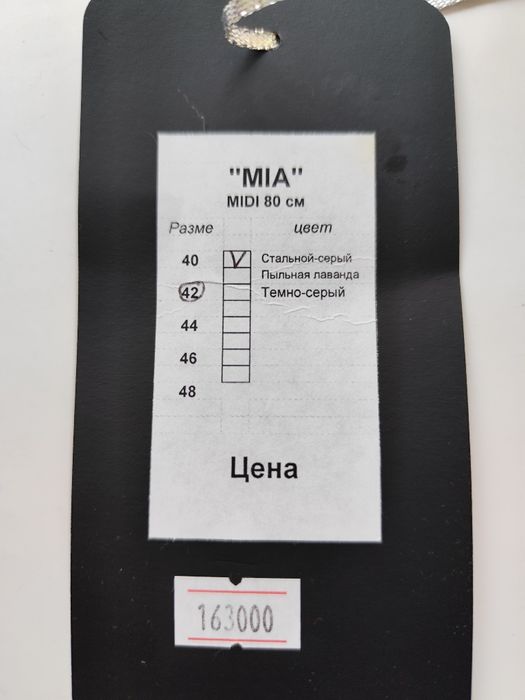 "MIA"
MIDI 80 см
Разме цвет
40 V Стальной-серый
Пыльная лаванда
42 Темно-серый
44
46
48
Цена
163000